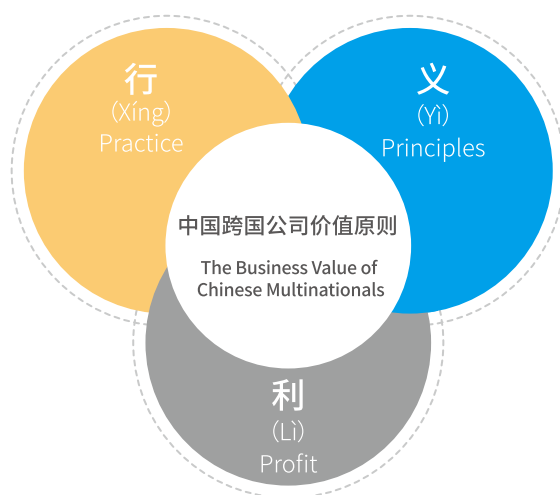 行
(Xíng)
Practice
义
(Yì)
Principles
中国跨国公司价值原则
The Business Value of
Chinese Multinationals
利
(Lì)
Profit